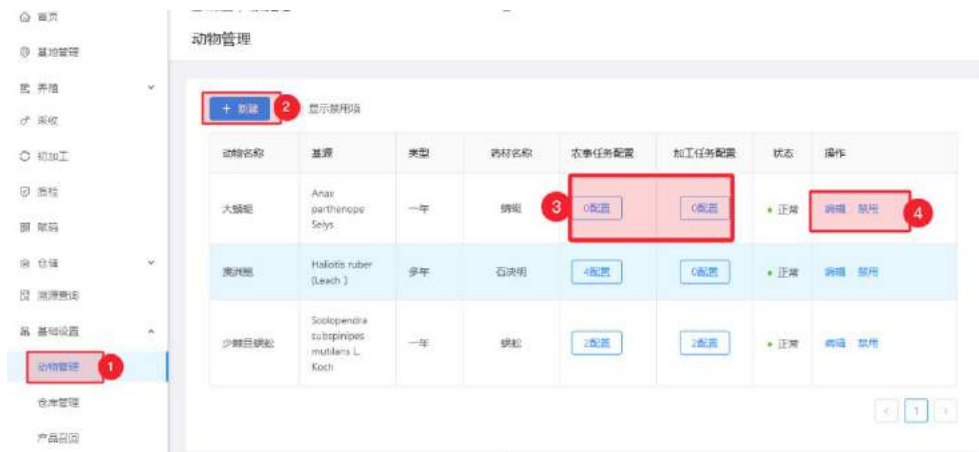 首页
基地管理
养殖
采收
初加工
质检
赋码
仓储
溯源查询
基础设置
动物管理
1
仓库管理
产品召回
动物管理
+ 新建
2
显示禁用项
动物名称 基源 类型 药材名称 农事任务配置 加工任务配置 状态 操作
大蜻蜓 Anax parthenope Selys 一年 蜻蜓 3 0配置 0配置 正常 编辑 禁用 4
澳洲鲍 Haliotis ruber (Leach ) 多年 石决明 4配置 0配置 正常 编辑 禁用
少棘巨蜈蚣 Scolopendra subspinipes mutilans L. Koch 一年 蜈蚣 2配置 2配置 正常 编辑 禁用
< 1 >